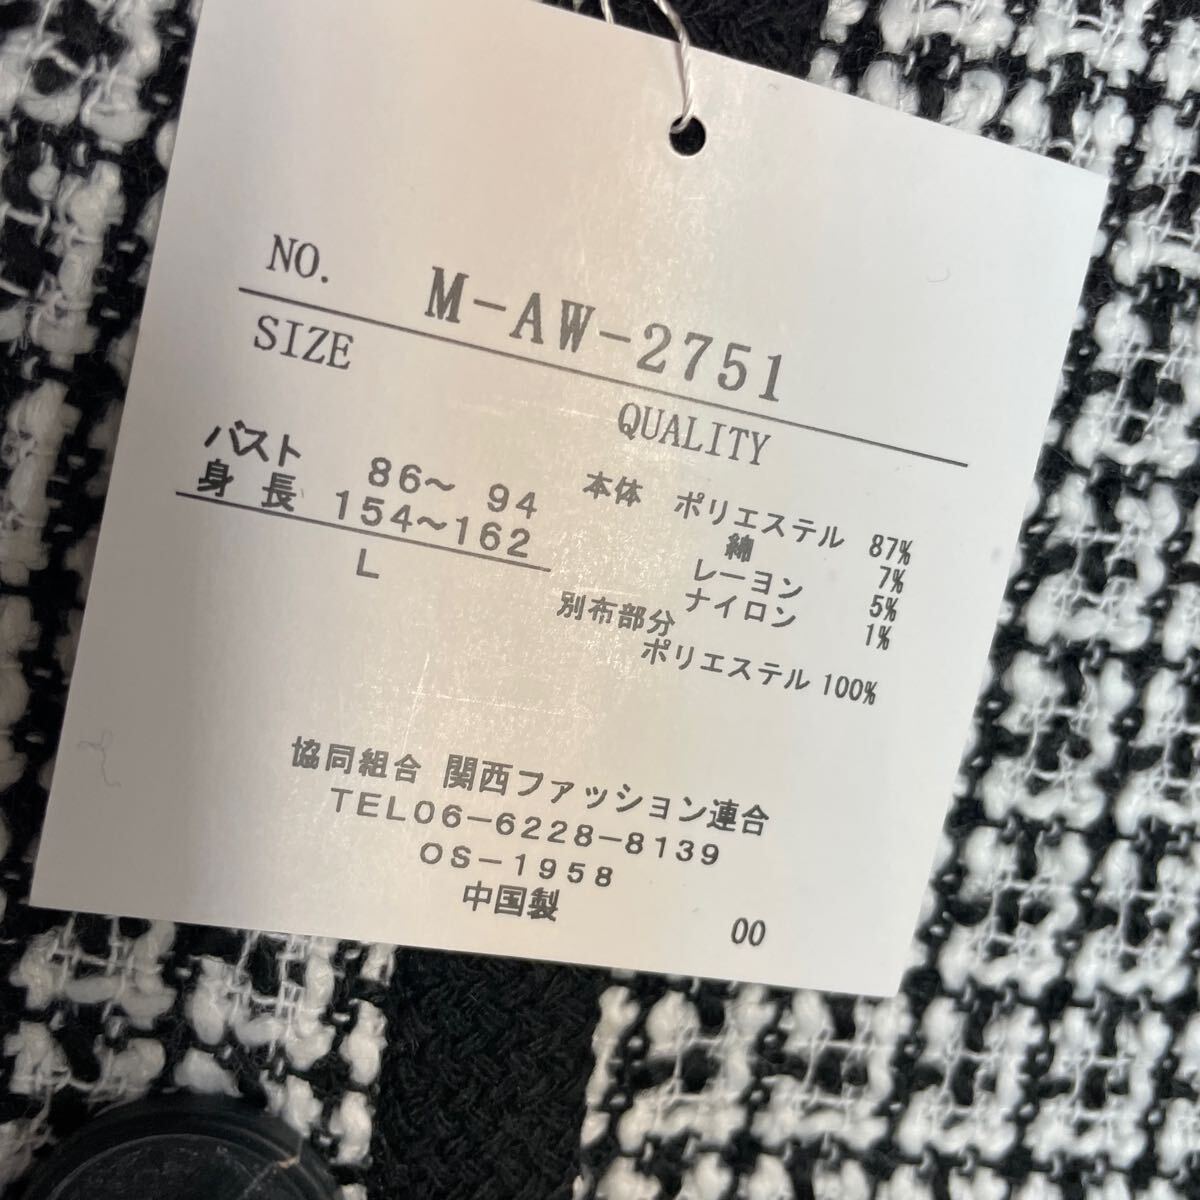 NO. M-AW-2751
SIZE
QUALITY
バスト 86～ 94
身長 154～162
L
本体 ポリエステル 87%
綿 7%
レーヨン 5%
ナイロン 1%
別布部分
ポリエステル 100%
協同組合 関西ファッション連合
TEL06-6228-8139
OS-1958
中国製
00